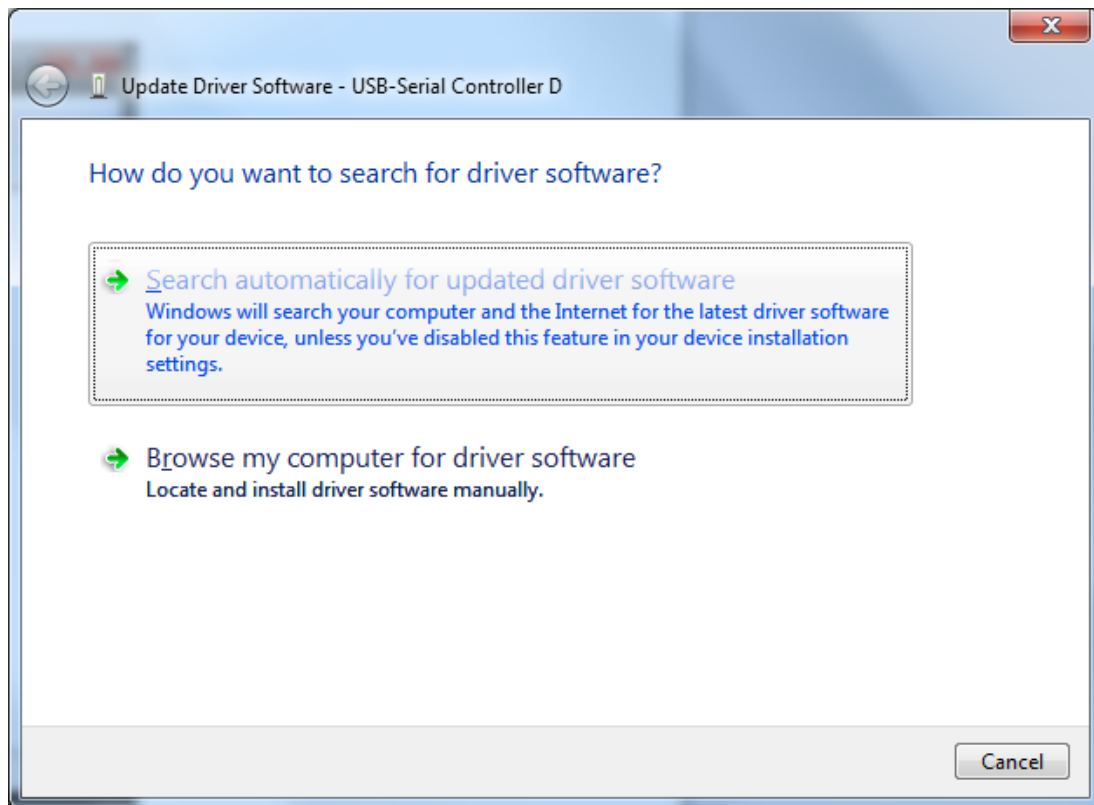 Update Driver Software - USB-Serial Controller D
How do you want to search for driver software?
Search automatically for updated driver software
Windows will search your computer and the Internet for the latest driver software
for your device, unless you've disabled this feature in your device installation
settings.
Browse my computer for driver software
Locate and install driver software manually.
Cancel